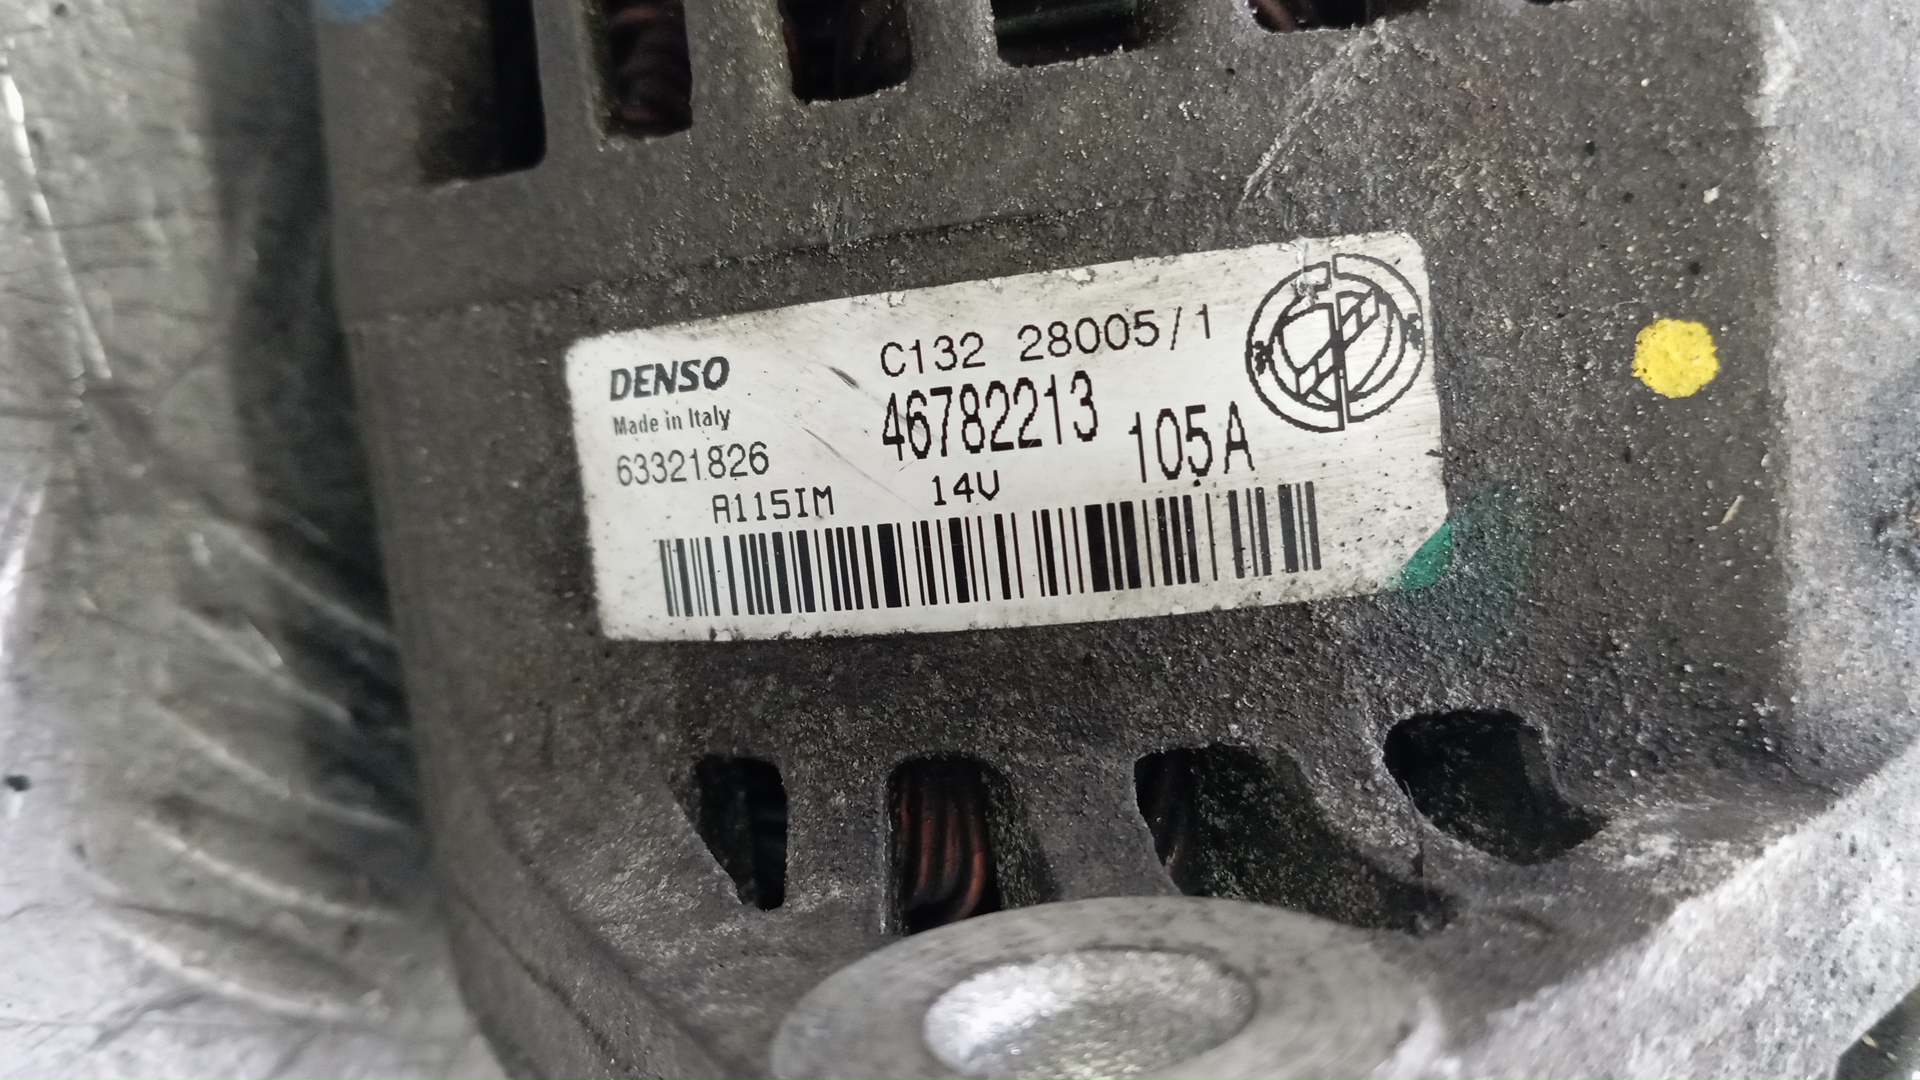 DENSO
Made in Italy
63321826
C132 28005/1
46782213
105A
A115IM
14V